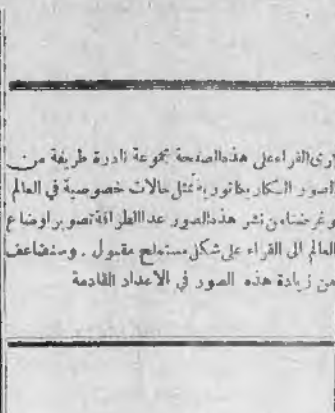 يرى القراء على هذه الصفحة مجموعة نادرة طريفة من
الصور الكاريكاتورية تمثل حالات خصوصية في العالم
وغرضنا من نشر هذه الصور عدا الطرافة تصوير اوضاع
العالم الى القراء على شكل مستملح مقبول . وسنضاعف
من زيادة هذه الصور في الاعداد القادمة